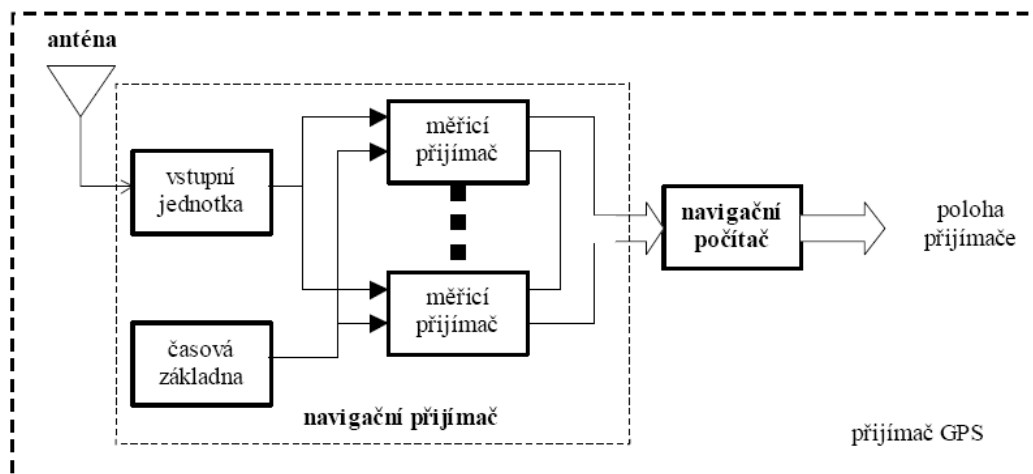 anténa
vstupní
jednotka
časová
základna
měřicí
přijímač
měřicí
přijímač
navigační přijímač
navigační
počítač
poloha
přijímače
přijímač GPS